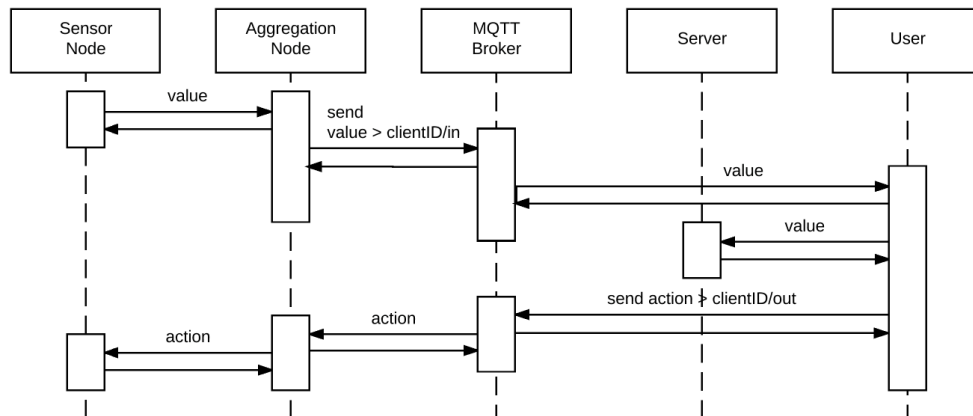 Sensor
Node
Aggregation
Node
MQTT
Broker
Server
User
value
send
value > clientID/in
value
value
send action > clientID/out
action
action